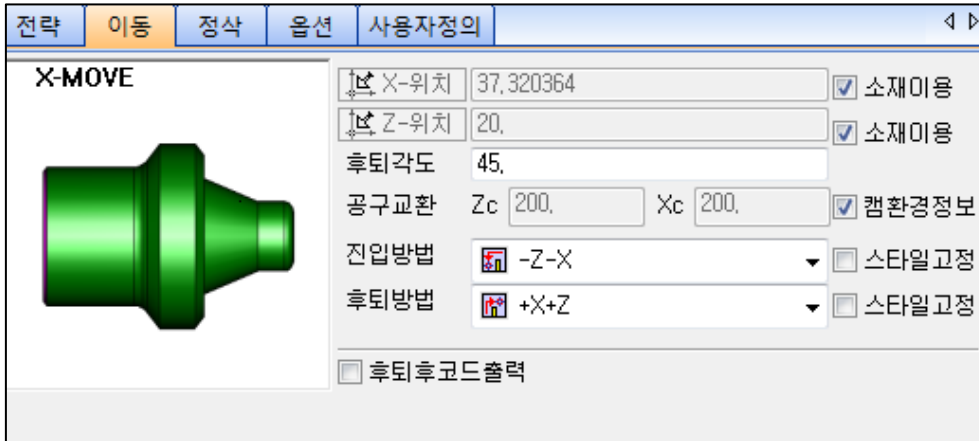 전략 이동 정삭 옵션 사용자정의
X-MOVE
X-위치 37,320364 소재이용
Z-위치 20, 소재이용
후퇴각도 45,
공구교환 Zc 200, Xc 200, 캠환경정보
진입방법 -Z-X 스타일고정
후퇴방법 +X+Z 스타일고정
후퇴후코드출력